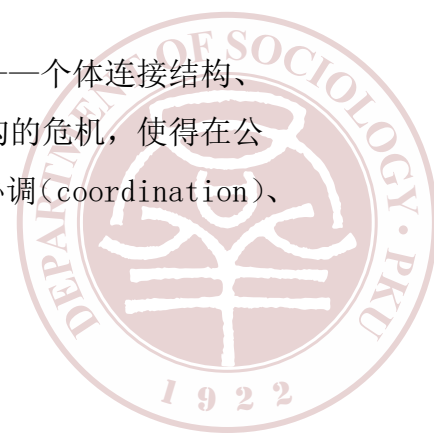 ——个体连接结构、
的危机，使得在公
调(coordination)、
DEPARTMENT OF SOCIOLOGY · PKU
1922